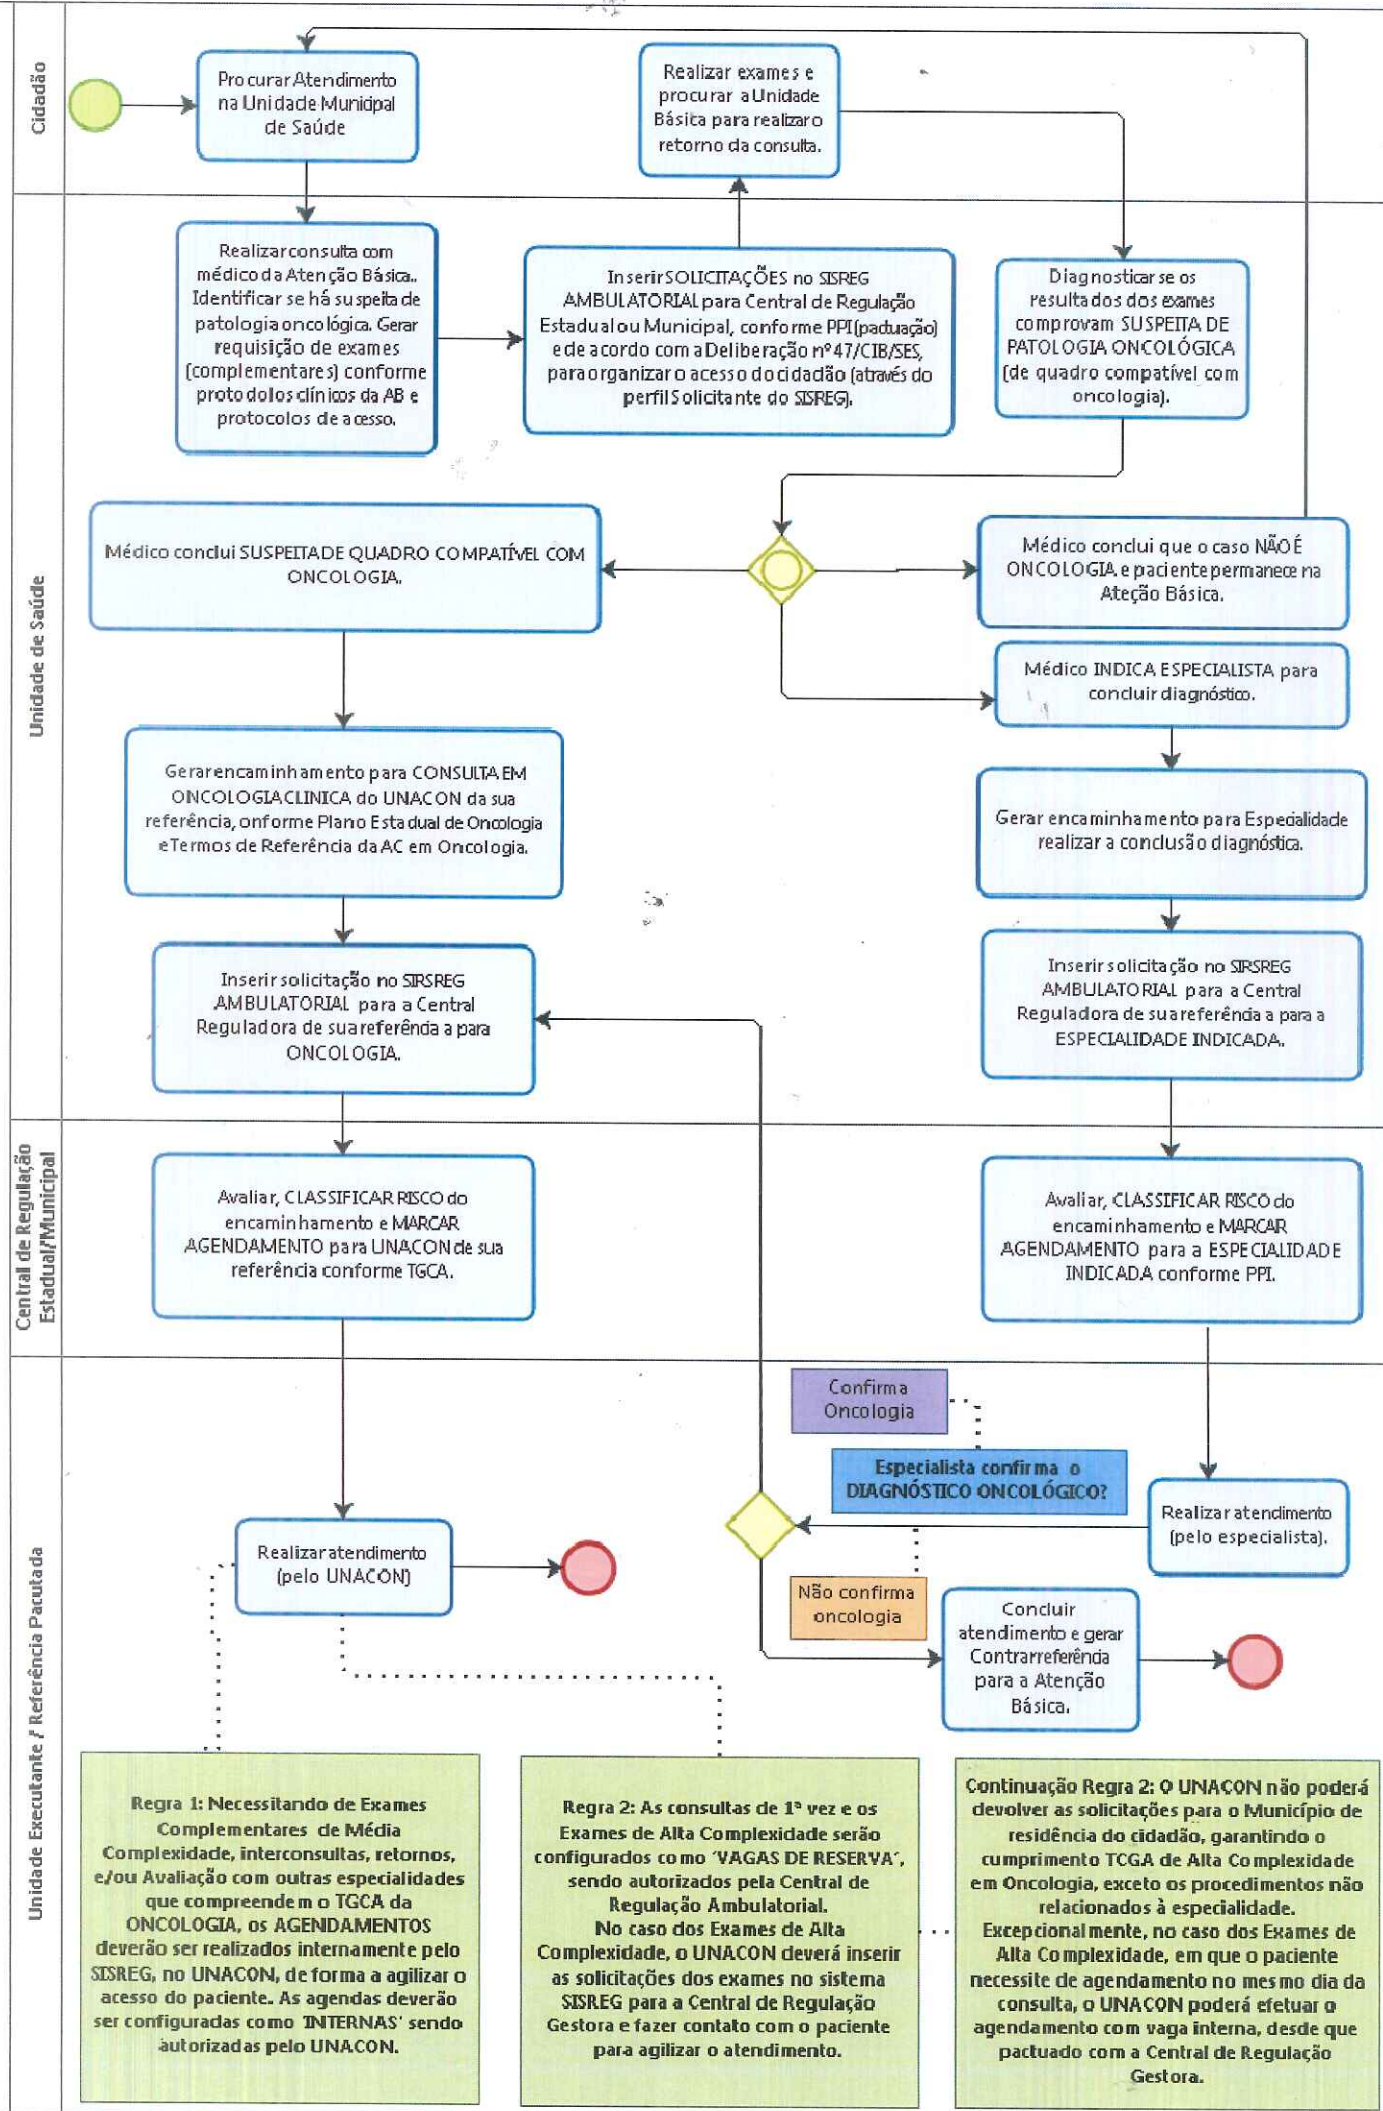 Cidadão
Procurar Atendimento
na Unidade Municipal
de Saúde
Realizar exames e
procurar a Unidade
Básita para realizar o
retorno da consulta.
Unidade de Saúde
Realizar consulta com
médico da Atenção Básica..
Identificar se há suspeita de
patologia oncológica. Gerar
requisição de exames
(complementares) conforme
protodolos clínicos da AB e
protocolos de acesso.
Inserir SOLICITAÇÕES no SISREG
AMBULATORIAL para Central de Regulação
Estadual ou Municipal, conforme PPI (pactuação)
e de acordo com a Deliberação nº 47/CIB/SES,
para organizar o acesso do cidadão (através do
perfil Solicitante do SISREG).
Diagnosticar se os
resultados dos exames
comprovam SUSPEITA DE
PATOLOGIA ONCOLÓGICA
(de quadro compatível com
oncologia).
Médico conclui SUSPEITA DE QUADRO COMPATÍVEL COM
ONCOLOGIA.
Médico conclui que o caso NÃO É
ONCOLOGIA e paciente permanece na
Ateção Básica.
Médico INDICA ESPECIALISTA para
concluir diagnóstico.
Gerar encaminhamento para CONSULTA EM
ONCOLOGIA CLINICA do UNACON da sua
referência, onforme Plano Estadual de Oncologia
e Termos de Referência da AC em Oncologia.
Gerar encaminhamento para Especialidade
realizar a conclusão diagnóstica.
Inserir solicitação no SIRSREG
AMBULATORIAL para a Central
Reguladora de sua referência a para
ONCOLOGIA.
Inserir solicitação no SIRSREG
AMBULATORIAL para a Central
Reguladora de sua referência a para a
ESPECIALIDADE INDICADA.
Central de Regulação
Estadual/Municipal
Avaliar, CLASSIFICAR RISCO do
encaminhamento e MARCAR
AGENDAMENTO para UNACON de sua
referência conforme TGCA.
Avaliar, CLASSIFICAR RISCO do
encaminhamento e MARCAR
AGENDAMENTO para a ESPECIALIDADE
INDICADA conforme PPI.
Unidade Executante / Referência Pacutada
Confirma
Oncologia
Especialista confirma o
DIAGNÓSTICO ONCOLÓGICO?
Realizar atendimento
(pelo especialista).
Realizar atendimento
(pelo UNACON)
Não confirma
oncologia
Concluir
atendimento e gerar
Contrarreferência
para a Atenção
Básica.
Regra 1: Necessitando de Exames
Complementares de Média
Complexidade, interconsultas, retornos,
e/ou Avaliação com outras especialidades
que compreendem o TGCA da
ONCOLOGIA, os AGENDAMENTOS
deverão ser realizados internamente pelo
SISREG, no UNACON, de forma a agilizar o
acesso do paciente. As agendas deverão
ser configuradas como 'INTERNAS' sendo
autorizadas pelo UNACON.
Regra 2: As consultas de 1ª vez e os
Exames de Alta Complexidade serão
configurados como 'VAGAS DE RESERVA',
sendo autorizados pela Central de
Regulação Ambulatorial.
No caso dos Exames de Alta
Complexidade, o UNACON deverá inserir
as solicitações dos exames no sistema
SISREG para a Central de Regulação
Gestora e fazer contato com o paciente
para agilizar o atendimento.
Continuação Regra 2: O UNACON não poderá
devolver as solicitações para o Município de
residência do cidadão, garantindo o
cumprimento TCGA de Alta Complexidade
em Oncologia, exceto os procedimentos não
relacionados à especialidade.
Excepcionalmente, no caso dos Exames de
Alta Complexidade, em que o paciente
necessite de agendamento no mesmo dia da
consulta, o UNACON poderá efetuar o
agendamento com vaga interna, desde que
pactuado com a Central de Regulação
Gestora.